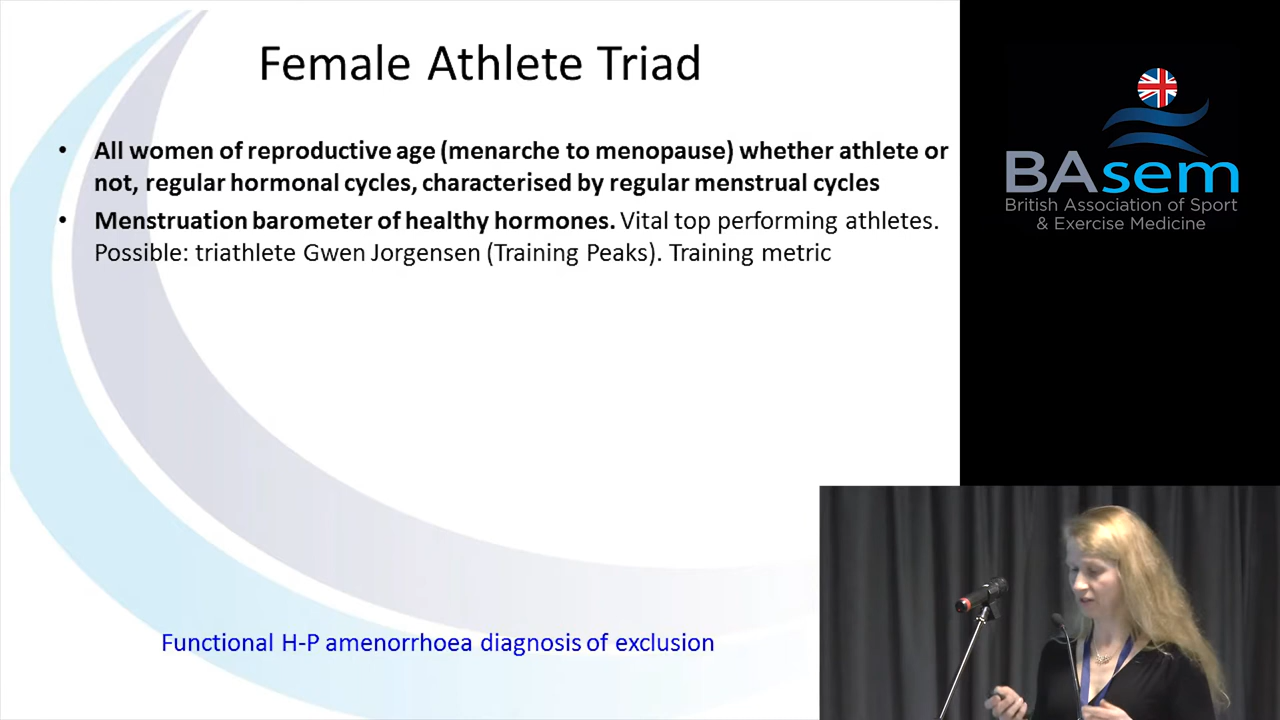 Female Athlete Triad
• All women of reproductive age (menarche to menopause) whether athlete or
not, regular hormonal cycles, characterised by regular menstrual cycles
• Menstruation barometer of healthy hormones. Vital top performing athletes.
Possible: triathlete Gwen Jorgensen (Training Peaks). Training metric
Functional H-P amenorrhoea diagnosis of exclusion
BAsem
British Association of Sport
& Exercise Medicine